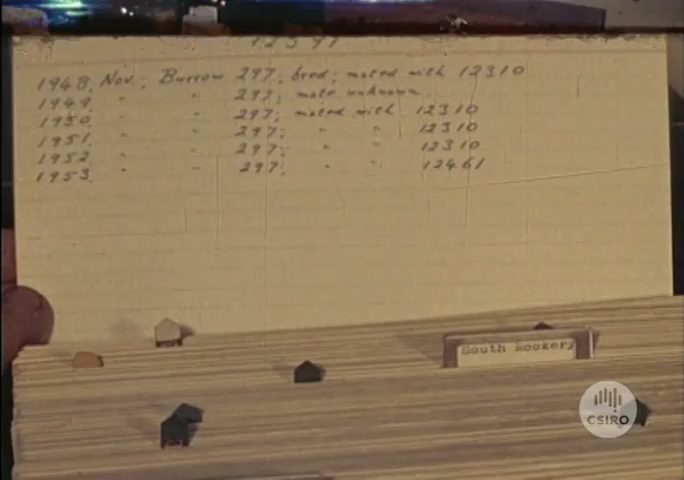 1948, Nov; Burrow 297; bred; mated with 12310
1949, " " 297; mate unknown.
1950, " " 297; mated with 12310
1951, " " 297; " " 12310
1952, " " 297; " " 12310
1953, " " 297; " " 12461
South Rookery
CSIRO